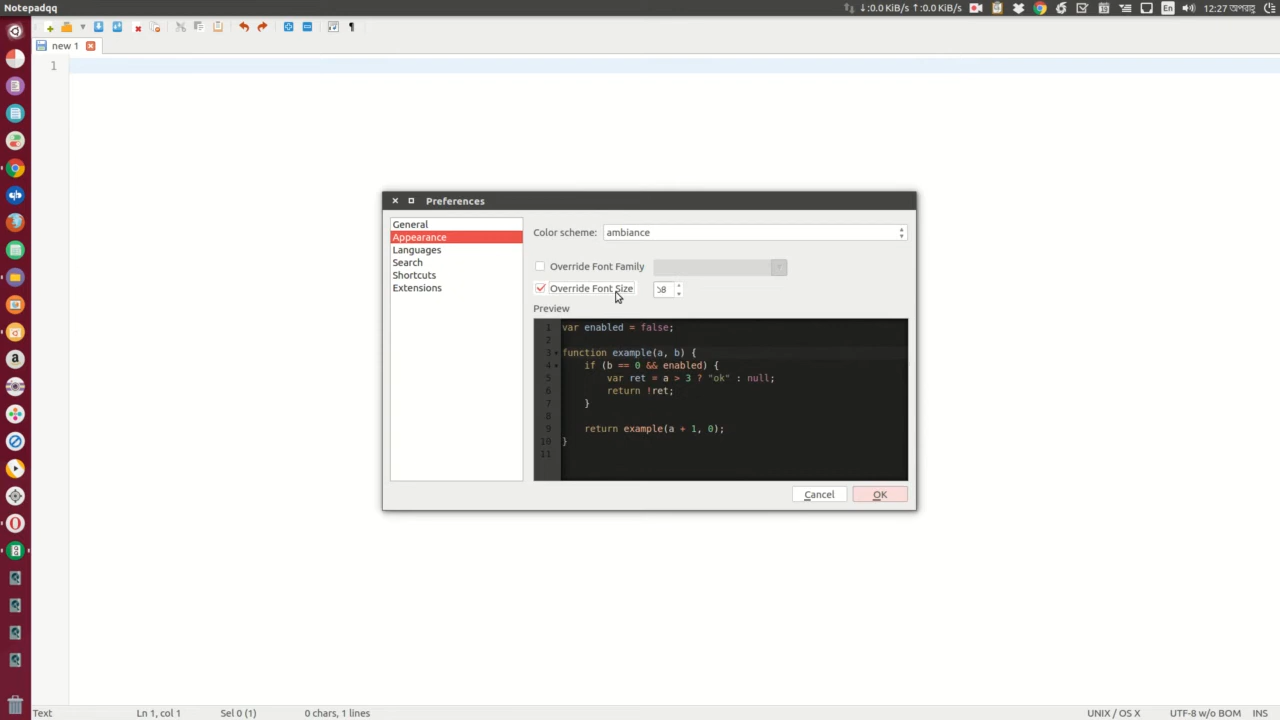 Notepadqq
↓:0.0 KiB/s ↑:0.0 KiB/s
En
12:27 অপরাহ্ণ
new 1
1
Preferences
General
Appearance
Languages
Search
Shortcuts
Extensions
Color scheme: ambiance
Override Font Family
Override Font Size
Preview
1 var enabled = false;
2
3 function example(a, b) {
4 if (b == 0 && enabled) {
5 var ret = a > 3 ? "ok" : null;
6 return !ret;
7 }
8
9 return example(a + 1, 0);
10 }
11
Cancel
OK
Text
Ln 1, col 1
Sel 0 (1)
0 chars, 1 lines
UNIX / OS X
UTF-8 w/o BOM
INS